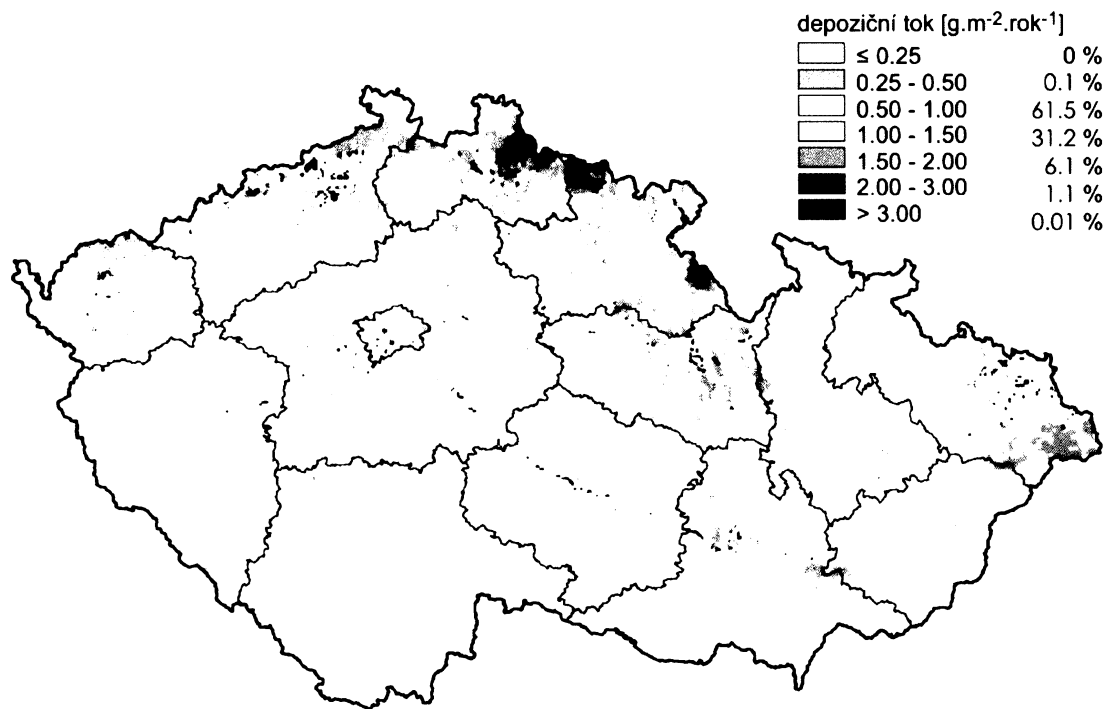 depoziční tok [g.m⁻².rok⁻¹]
≤ 0.25 0 %
0.25 - 0.50 0.1 %
0.50 - 1.00 61.5 %
1.00 - 1.50 31.2 %
1.50 - 2.00 6.1 %
2.00 - 3.00 1.1 %
> 3.00 0.01 %